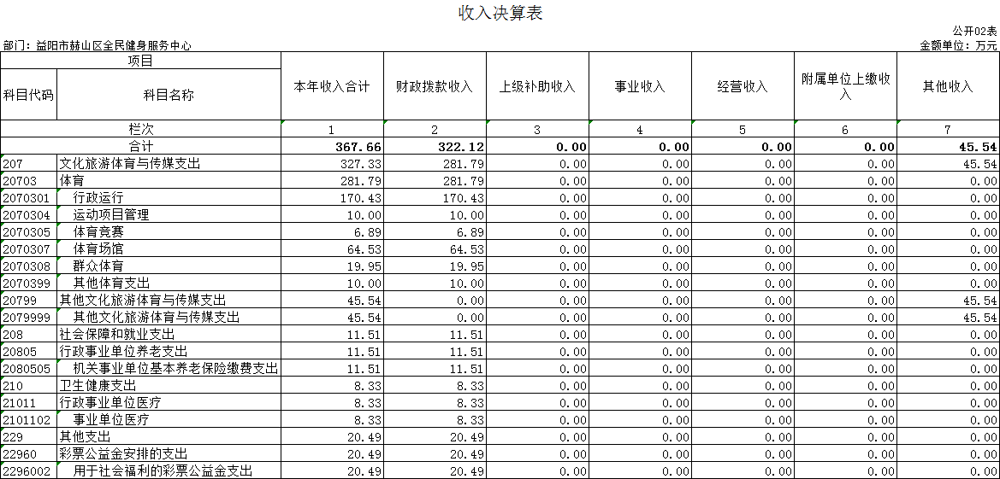 收入决算表
公开02表
部门：益阳市赫山区全民健身服务中心 金额单位：万元
项目 本年收入合计 财政拨款收入 上级补助收入 事业收入 经营收入 附属单位上缴收入 其他收入
科目代码 科目名称
栏次 1 2 3 4 5 6 7
合计 367.66 322.12 0.00 0.00 0.00 0.00 45.54
207 文化旅游体育与传媒支出 327.33 281.79 0.00 0.00 0.00 0.00 45.54
20703 体育 281.79 281.79 0.00 0.00 0.00 0.00 0.00
2070301 行政运行 170.43 170.43 0.00 0.00 0.00 0.00 0.00
2070304 运动项目管理 10.00 10.00 0.00 0.00 0.00 0.00 0.00
2070305 体育竞赛 6.89 6.89 0.00 0.00 0.00 0.00 0.00
2070307 体育场馆 64.53 64.53 0.00 0.00 0.00 0.00 0.00
2070308 群众体育 19.95 19.95 0.00 0.00 0.00 0.00 0.00
2070399 其他体育支出 10.00 10.00 0.00 0.00 0.00 0.00 0.00
20799 其他文化旅游体育与传媒支出 45.54 0.00 0.00 0.00 0.00 0.00 45.54
2079999 其他文化旅游体育与传媒支出 45.54 0.00 0.00 0.00 0.00 0.00 45.54
208 社会保障和就业支出 11.51 11.51 0.00 0.00 0.00 0.00 0.00
20805 行政事业单位养老支出 11.51 11.51 0.00 0.00 0.00 0.00 0.00
2080505 机关事业单位基本养老保险缴费支出 11.51 11.51 0.00 0.00 0.00 0.00 0.00
210 卫生健康支出 8.33 8.33 0.00 0.00 0.00 0.00 0.00
21011 行政事业单位医疗 8.33 8.33 0.00 0.00 0.00 0.00 0.00
2101102 事业单位医疗 8.33 8.33 0.00 0.00 0.00 0.00 0.00
229 其他支出 20.49 20.49 0.00 0.00 0.00 0.00 0.00
22960 彩票公益金安排的支出 20.49 20.49 0.00 0.00 0.00 0.00 0.00
2296002 用于社会福利的彩票公益金支出 20.49 20.49 0.00 0.00 0.00 0.00 0.00